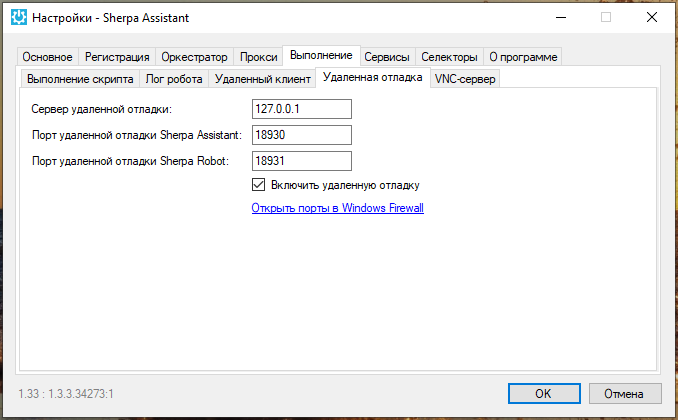 Настройки - Sherpa Assistant
Основное Регистрация Оркестратор Прокси Выполнение Сервисы Селекторы О программе
Выполнение скрипта Лог робота Удаленный клиент Удаленная отладка VNC-сервер
Сервер удаленной отладки: 127.0.0.1
Порт удаленной отладки Sherpa Assistant: 18930
Порт удаленной отладки Sherpa Robot: 18931
Включить удаленную отладку
Открыть порты в Windows Firewall
1.33 : 1.3.3.34273:1 OK Отмена